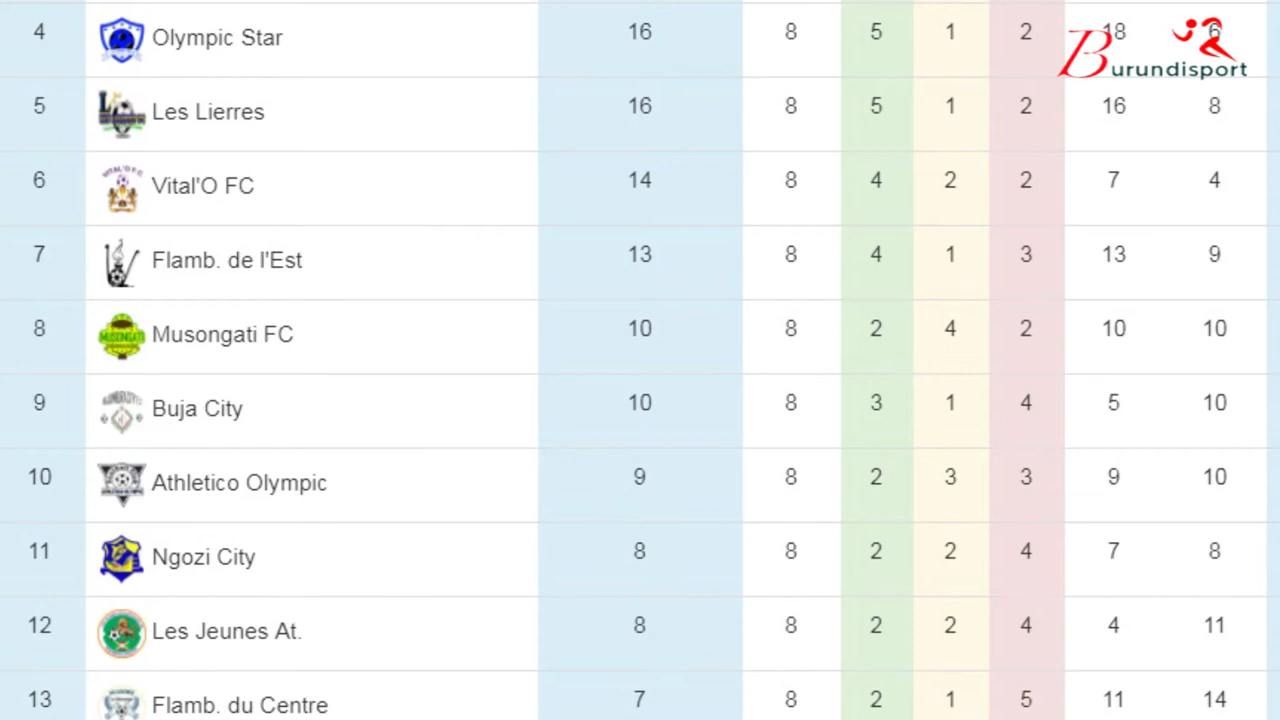 4 Olympic Star 16 8 5 1 2 18 6
Burundisport
5 Les Lierres 16 8 5 1 2 16 8
VITAL'O F.C
6 Vital'O FC 14 8 4 2 2 7 4
7 Flamb. de l'Est 13 8 4 1 3 13 9
MUSONGATI
8 Musongati FC 10 8 2 4 2 10 10
9 Buja City 10 8 3 1 4 5 10
10 Athletico Olympic 9 8 2 3 3 9 10
11 Ngozi City 8 8 2 2 4 7 8
12 Les Jeunes At. 8 8 2 2 4 4 11
13 Flamb. du Centre 7 8 2 1 5 11 14